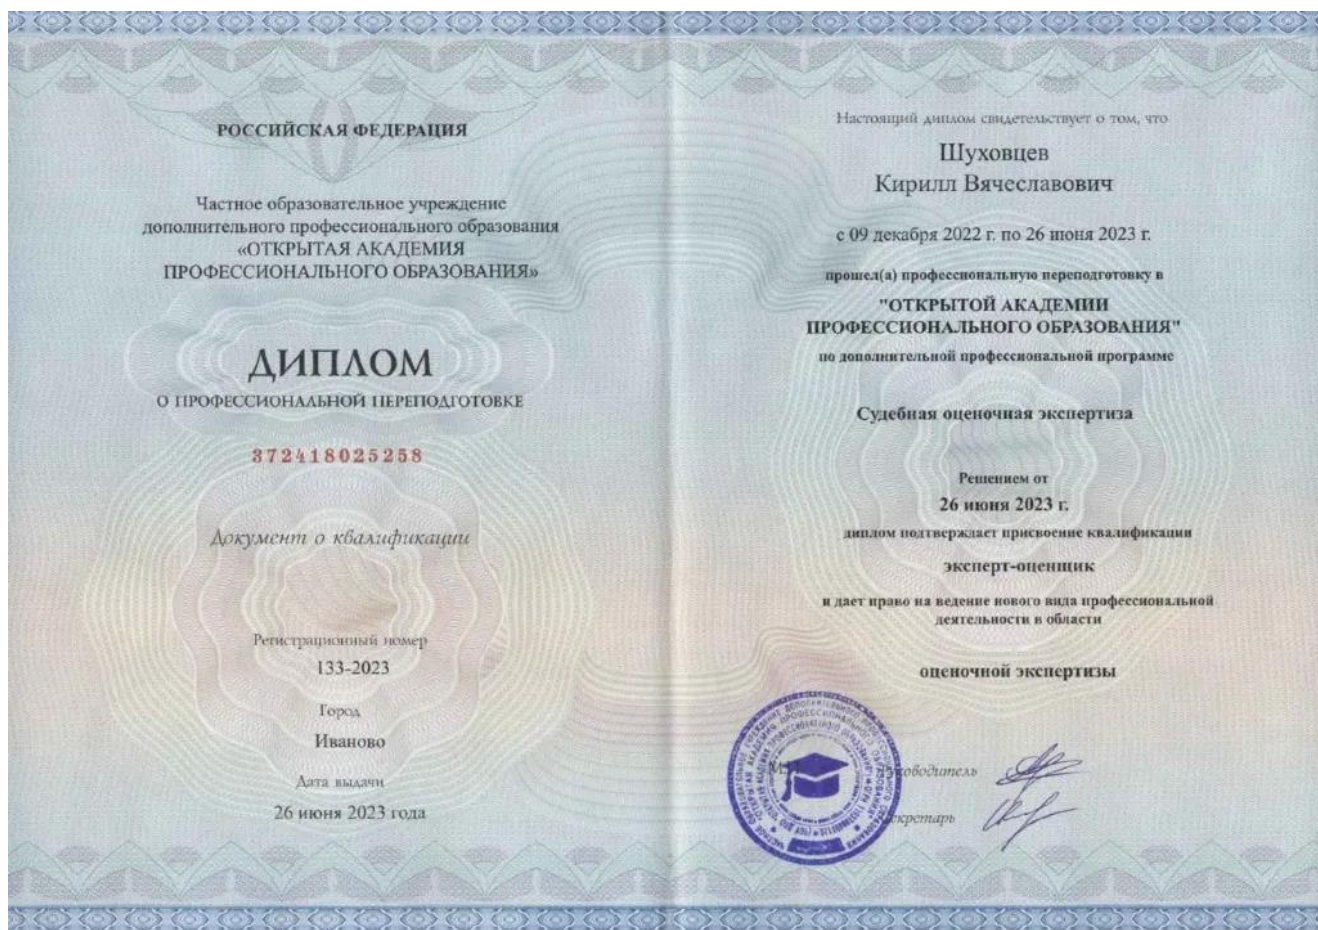 РОССИЙСКАЯ ФЕДЕРАЦИЯ
Частное образовательное учреждение
дополнительного профессионального образования
«ОТКРЫТАЯ АКАДЕМИЯ
ПРОФЕССИОНАЛЬНОГО ОБРАЗОВАНИЯ»
ДИПЛОМ
О ПРОФЕССИОНАЛЬНОЙ ПЕРЕПОДГОТОВКЕ
372418025258
Документ о квалификации
Регистрационный номер
133-2023
Город
Иваново
Дата выдачи
26 июня 2023 года
Настоящий диплом свидетельствует о том, что
Шуховцев
Кирилл Вячеславович
с 09 декабря 2022 г. по 26 июня 2023 г.
прошел(а) профессиональную переподготовку в
"ОТКРЫТОЙ АКАДЕМИИ
ПРОФЕССИОНАЛЬНОГО ОБРАЗОВАНИЯ"
по дополнительной профессиональной программе
Судебная оценочная экспертиза
Решением от
26 июня 2023 г.
диплом подтверждает присвоение квалификации
эксперт-оценщик
и дает право на ведение нового вида профессиональной
деятельности в области
оценочной экспертизы
Руководитель
Секретарь